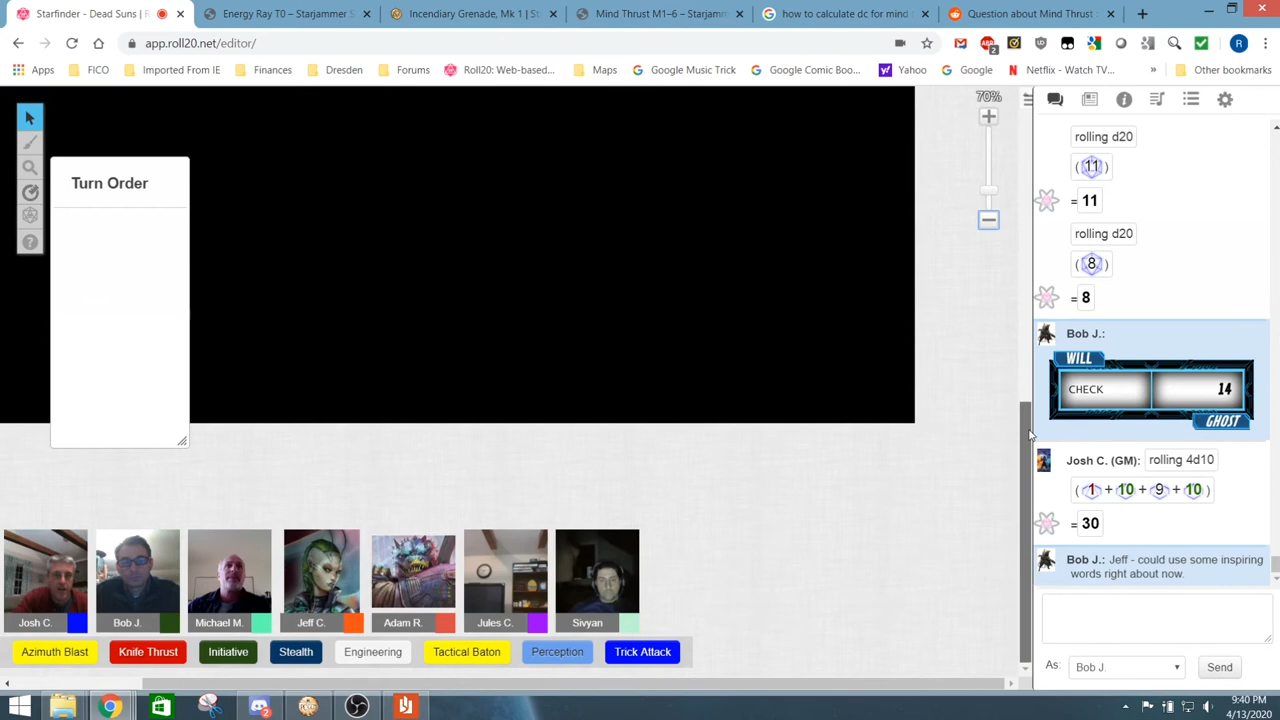 Starfinder - Dead Suns | R
Energy Ray T0 – Starjammer S
Incendiary Grenade, Mk 1 | St
Mind Thrust M1–6 – Starjamm
how to calculate dc for mind
Question about Mind Thrust S
app.roll20.net/editor/
2
R
Apps
FICO
Imported From IE
Finances
Dresden
Forums
Roll20: Web-based...
Maps
Google Music Trick
Google Comic Boo...
Yahoo
Google
Netflix - Watch TV...
»
Other bookmarks
70%
Turn Order
rolling d20
(11)
=11
rolling d20
(8)
=8
Bob J.:
WILL
CHECK 14
GHOST
Josh C. (GM): rolling 4d10
(1+10+9+10)
=30
Bob J.: Jeff - could use some inspiring
words right about now.
Josh C.
Bob J.
Michael M.
Jeff C.
Adam R.
Jules C.
Sivyan
Azimuth Blast
Knife Thrust
Initiative
Stealth
Engineering
Tactical Baton
Perception
Trick Attack
As: Bob J.
Send
9:40 PM
4/13/2020